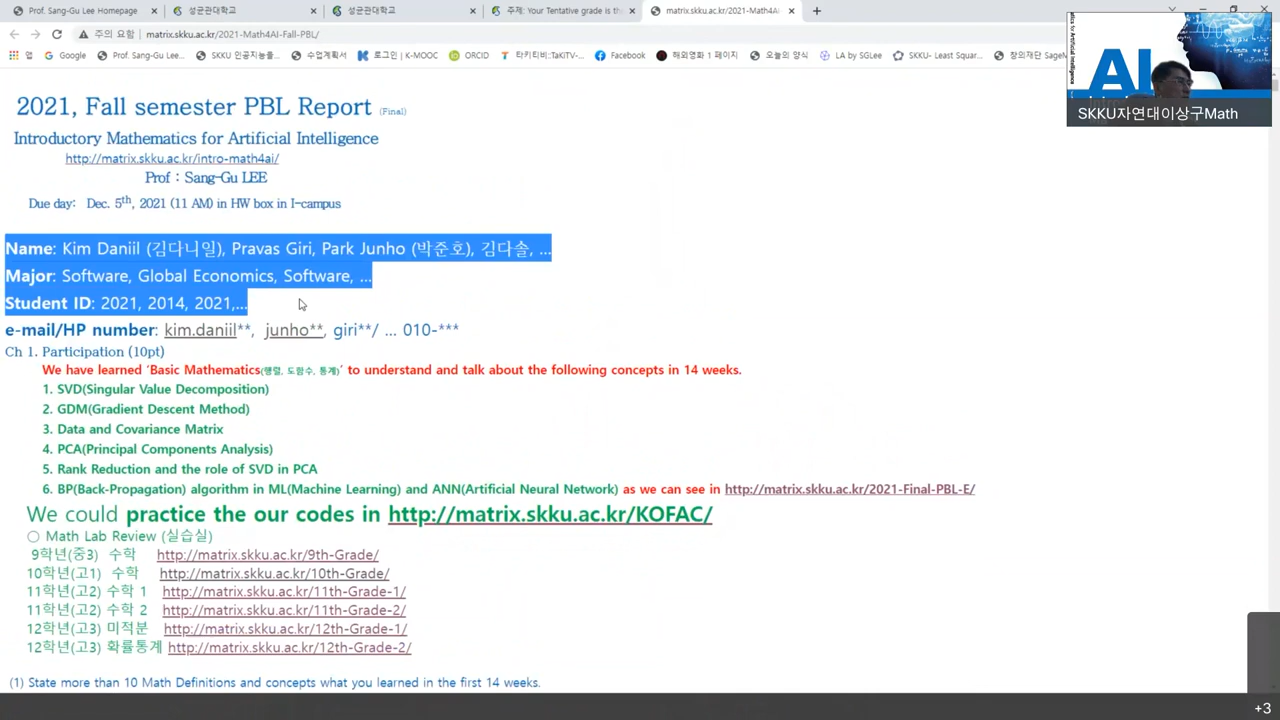 Prof. Sang-Gu Lee Homepage
성균관대학교
성균관대학교
주제: Your Tentative grade is the
matrix.skku.ac.kr/2021-Math4AI
주의 요함 | matrix.skku.ac.kr/2021-Math4AI-Fall-PBL/
앱 Google Prof. Sang-Gu Lee... SKKU 인공지능을... 수업계획서 로그인 | K-MOOC ORCID 타키티비:TaKiTV-... Facebook 해외영화 1 페이지 오늘의 양식 LA by SGLee SKKU- Least Squar... 창의재단 SageM
2021, Fall semester PBL Report (Final)
Introductory Mathematics for Artificial Intelligence
http://matrix.skku.ac.kr/intro-math4ai/
Prof : Sang-Gu LEE
Due day: Dec. 5th, 2021 (11 AM) in HW box in I-campus
Name: Kim Daniil (김다니일), Pravas Giri, Park Junho (박준호), 김다솔, ...
Major: Software, Global Economics, Software, ...
Student ID: 2021, 2014, 2021,...
e-mail/HP number: kim.daniil**, junho**, giri**/ ... 010-***
Ch 1. Participation (10pt)
We have learned 'Basic Mathematics(행렬, 도함수, 통계)' to understand and talk about the following concepts in 14 weeks.
1. SVD(Singular Value Decomposition)
2. GDM(Gradient Descent Method)
3. Data and Covariance Matrix
4. PCA(Principal Components Analysis)
5. Rank Reduction and the role of SVD in PCA
6. BP(Back-Propagation) algorithm in ML(Machine Learning) and ANN(Artificial Neural Network) as we can see in http://matrix.skku.ac.kr/2021-Final-PBL-E/
We could practice the our codes in http://matrix.skku.ac.kr/KOFAC/
○ Math Lab Review (실습실)
9학년(중3) 수학 http://matrix.skku.ac.kr/9th-Grade/
10학년(고1) 수학 http://matrix.skku.ac.kr/10th-Grade/
11학년(고2) 수학 1 http://matrix.skku.ac.kr/11th-Grade-1/
11학년(고2) 수학 2 http://matrix.skku.ac.kr/11th-Grade-2/
12학년(고3) 미적분 http://matrix.skku.ac.kr/12th-Grade-1/
12학년(고3) 확률통계 http://matrix.skku.ac.kr/12th-Grade-2/
(1) State more than 10 Math Definitions and concepts what you learned in the first 14 weeks.
AI
SKKU자연대이상구Math
+3